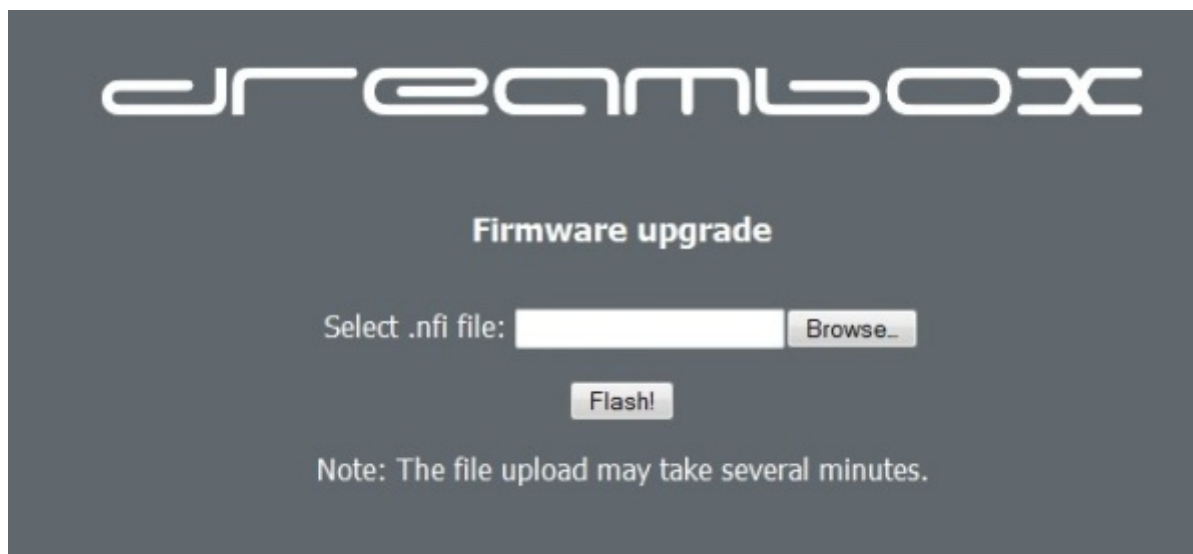 dreambox
Firmware upgrade
Select .nfi file: Browse...
Flash!
Note: The file upload may take several minutes.